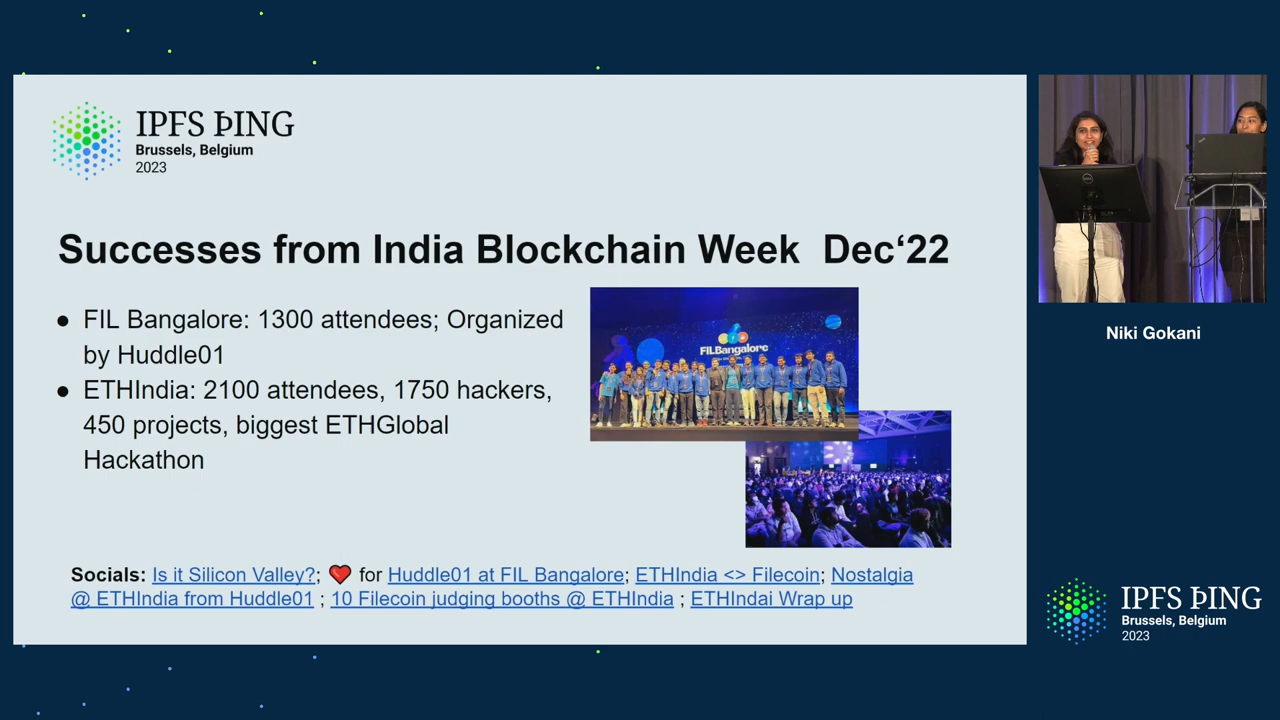 IPFS ÞING
Brussels, Belgium
2023
Successes from India Blockchain Week Dec‘22
● FIL Bangalore: 1300 attendees; Organized
by Huddle01
● ETHIndia: 2100 attendees, 1750 hackers,
450 projects, biggest ETHGlobal
Hackathon
FILBangalore
Socials: Is it Silicon Valley?; ❤️ for Huddle01 at FIL Bangalore; ETHIndia <> Filecoin; Nostalgia
@ ETHIndia from Huddle01 ; 10 Filecoin judging booths @ ETHIndia ; ETHIndai Wrap up
DELL
Niki Gokani
IPFS ÞING
Brussels, Belgium
2023